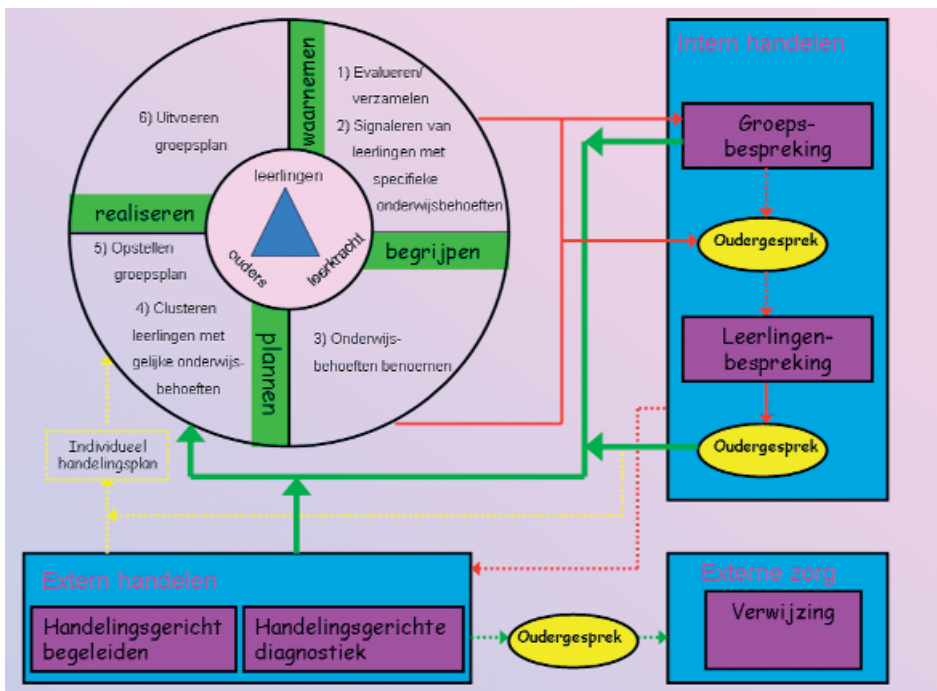 waarnemen
1) Evalueren/
verzamelen
2) Signaleren van
leerlingen met
specifieke
onderwijsbehoeften
begrijpen
3) Onderwijs-
behoeften benoemen
plannen
4) Clusteren
leerlingen met
gelijke onderwijs-
behoeften
5) Opstellen
groepsplan
realiseren
6) Uitvoeren
groepsplan
leerlingen
ouders
leerkracht
Intern handelen
Groeps-
bespreking
Oudergesprek
Leerlingen-
bespreking
Oudergesprek
Individueel
handelingsplan
Extern handelen
Handelingsgericht
begeleiden
Handelingsgerichte
diagnostiek
Oudergesprek
Externe zorg
Verwijzing